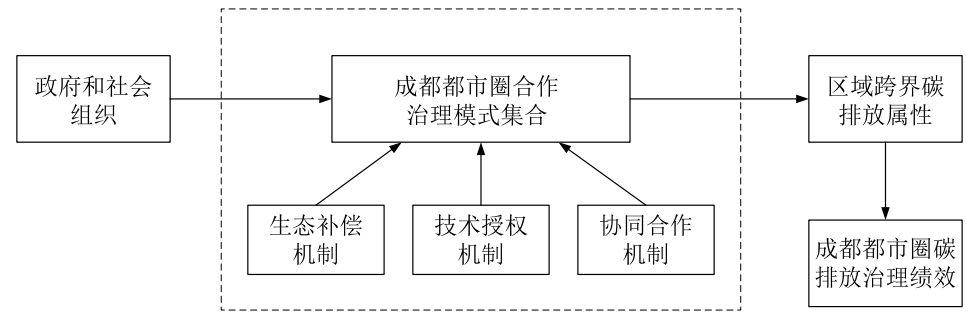 政府和社会
组织
成都都市圈合作
治理模式集合
区域跨界碳
排放属性
生态补偿
机制
技术授权
机制
协同合作
机制
成都都市圈碳
排放治理绩效